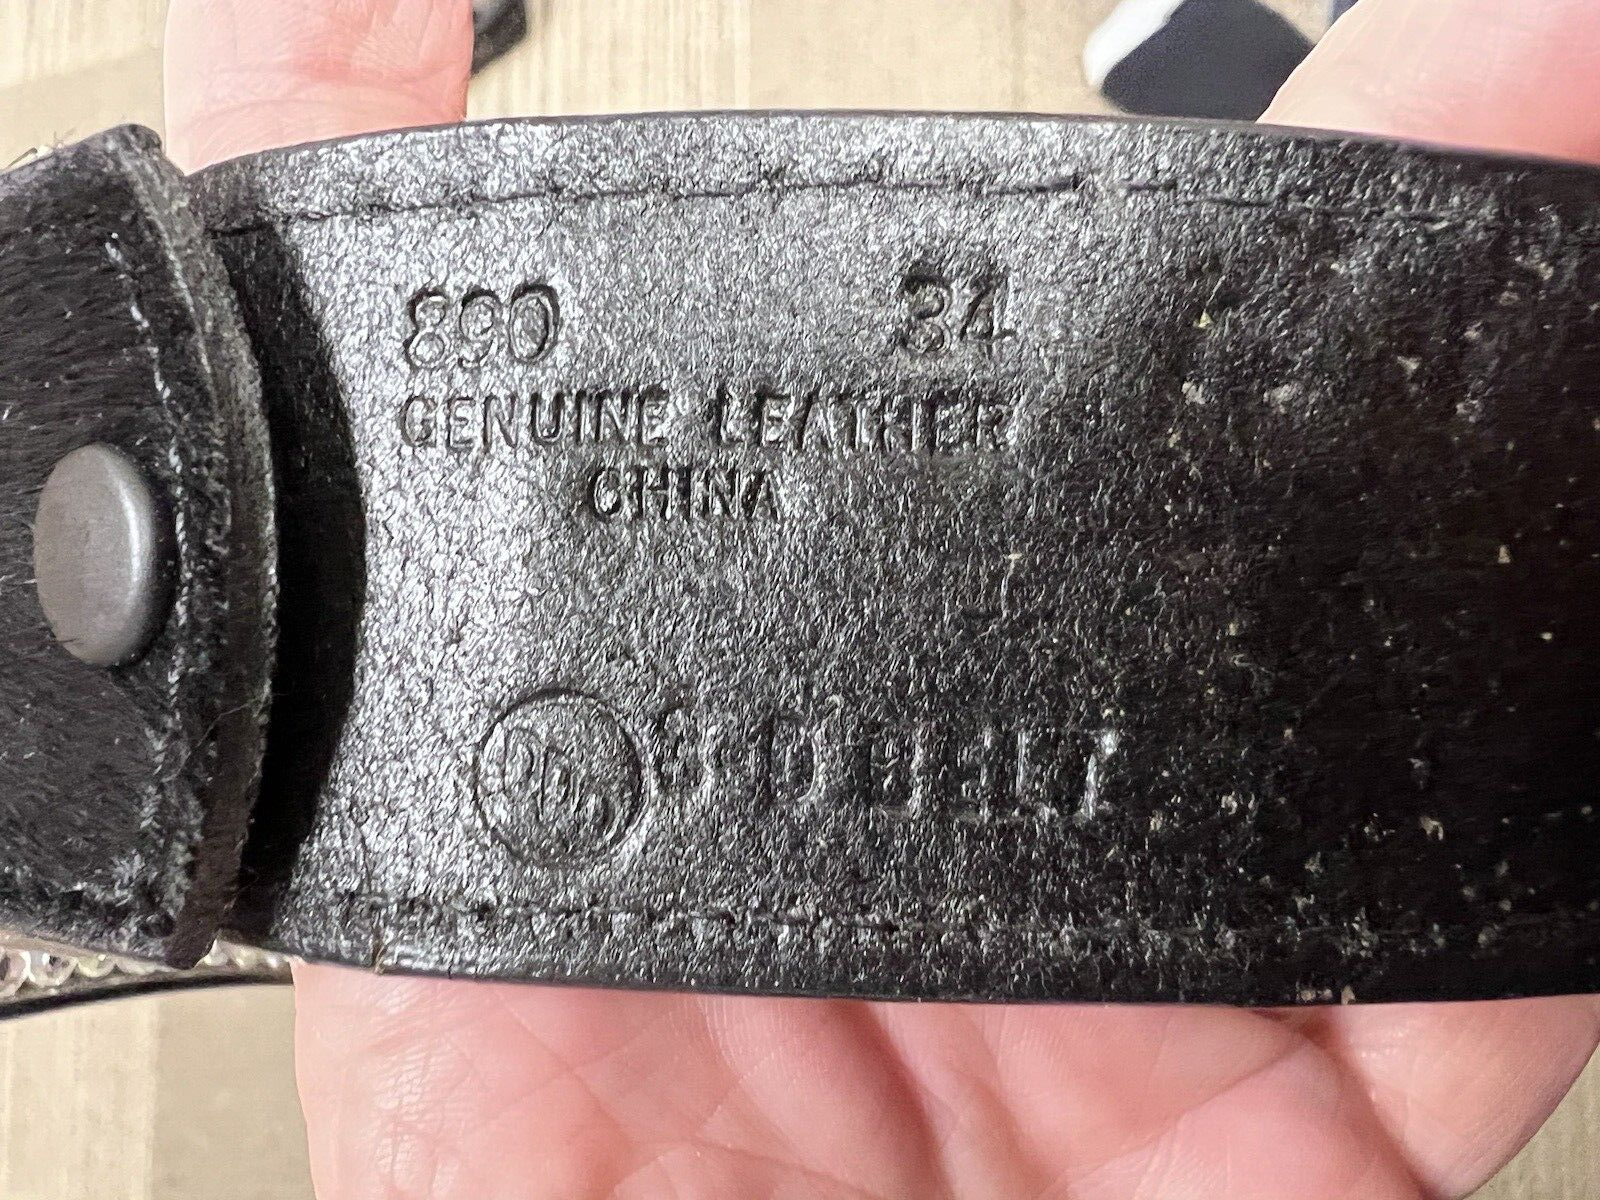 890 34
GENUINE LEATHER
CHINA